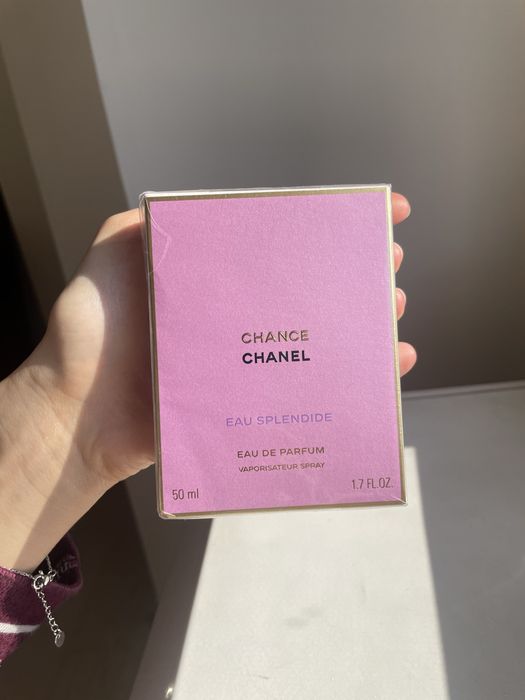 CHANCE
CHANEL
EAU SPLENDIDE
EAU DE PARFUM
VAPORISATEUR SPRAY
50 ml 1.7 FL.OZ.